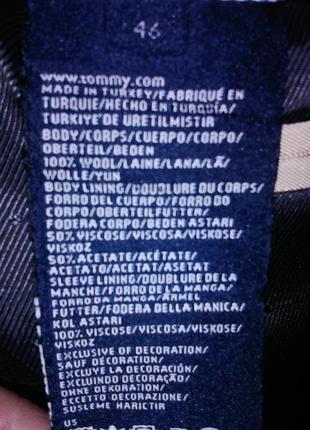 46
www.tommy.com
MADE IN TURKEY/FABRIQUÉ EN
TURQUIE/HECHO EN TURQUÍA/
TURKIYE'DE URETILMISTIR
BODY/CORPS/CUERPO/CORPO/
OBERTEIL/BEDEN
100% WOOL/LAINE/LANA/LÃ/
WOLLE/YUN
BODY LINING/DOUBLURE DU CORPS/
FORRO DEL CUERPO/FORRO DO
CORPO/OBERTEILFUTTER/
FODERA CORPO/BEDEN ASTARI
50% VISCOSE/VISCOSA/VISKOSE/
VISKOZ
50% ACETATE/ACÉTATE/
ACETATO/ACETAT/ASETAT
SLEEVE LINING/DOUBLURE DE LA
MANCHE/FORRO DE LA MANGA/
FORRO DA MANGA/ÄRMEL
FUTTER/FODERA DELLA MANICA/
KOL ASTARI
100% VISCOSE/VISCOSA/VISKOSE/
VISKOZ
EXCLUSIVE OF DECORATION/
SAUF DÉCORATION/
EXCLUYE LA DECORACIÓN/
EXCLUINDO DECORAÇÃO/
OHNE DEKORATION/
ECCETTO DECORAZIONE/
SUSLEME HARICTIR
US